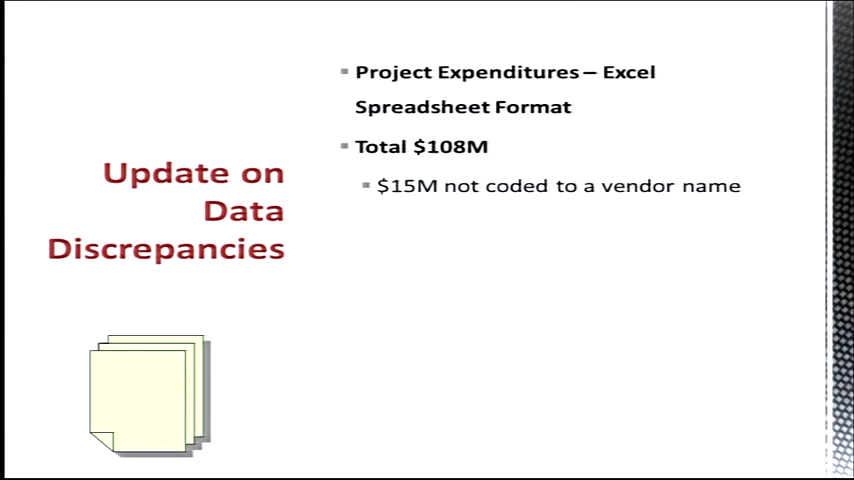 Update on
Data
Discrepancies
Project Expenditures – Excel
Spreadsheet Format
Total $108M
$15M not coded to a vendor name